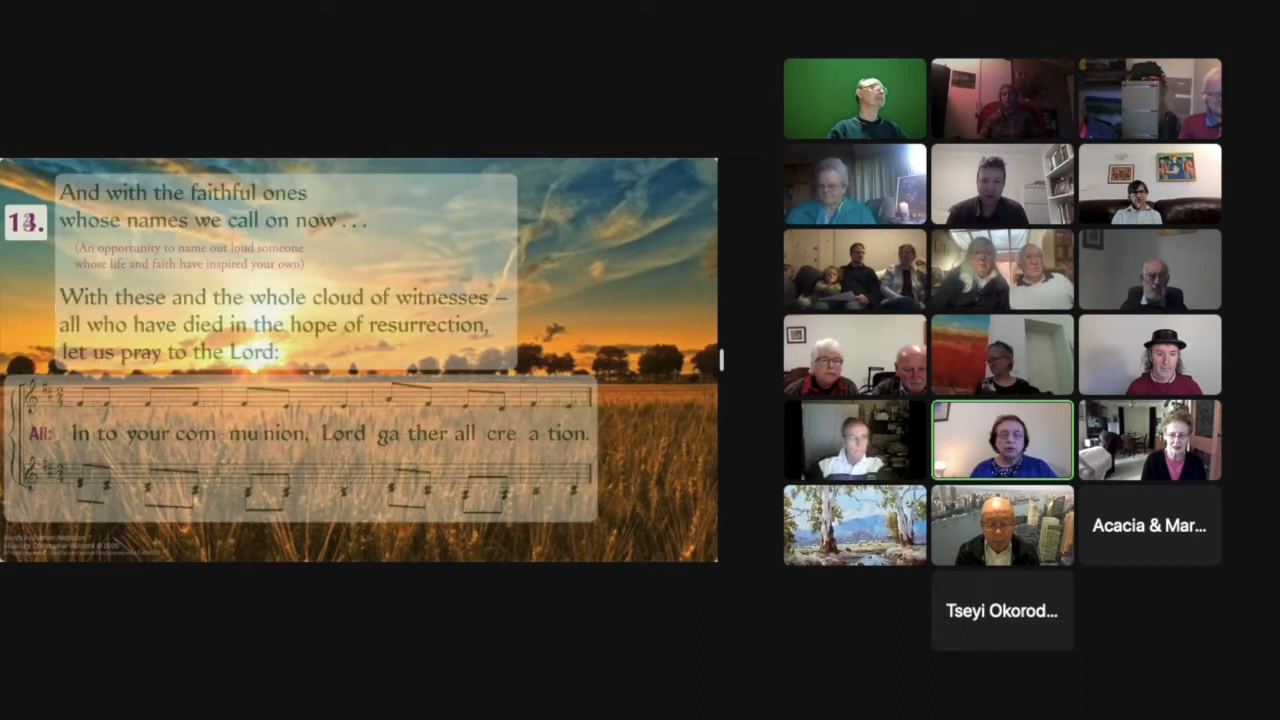 And with the faithful ones
13.
whose names we call on now . . .
(An opportunity to name out loud someone
whose life and faith have inspired your own)
With these and the whole cloud of witnesses –
all who have died in the hope of resurrection,
let us pray to the Lord:
All: In to your com -mu nion, Lord ga ther all cre a -tion.
Acacia & Mar...
Tseyi Okorod...